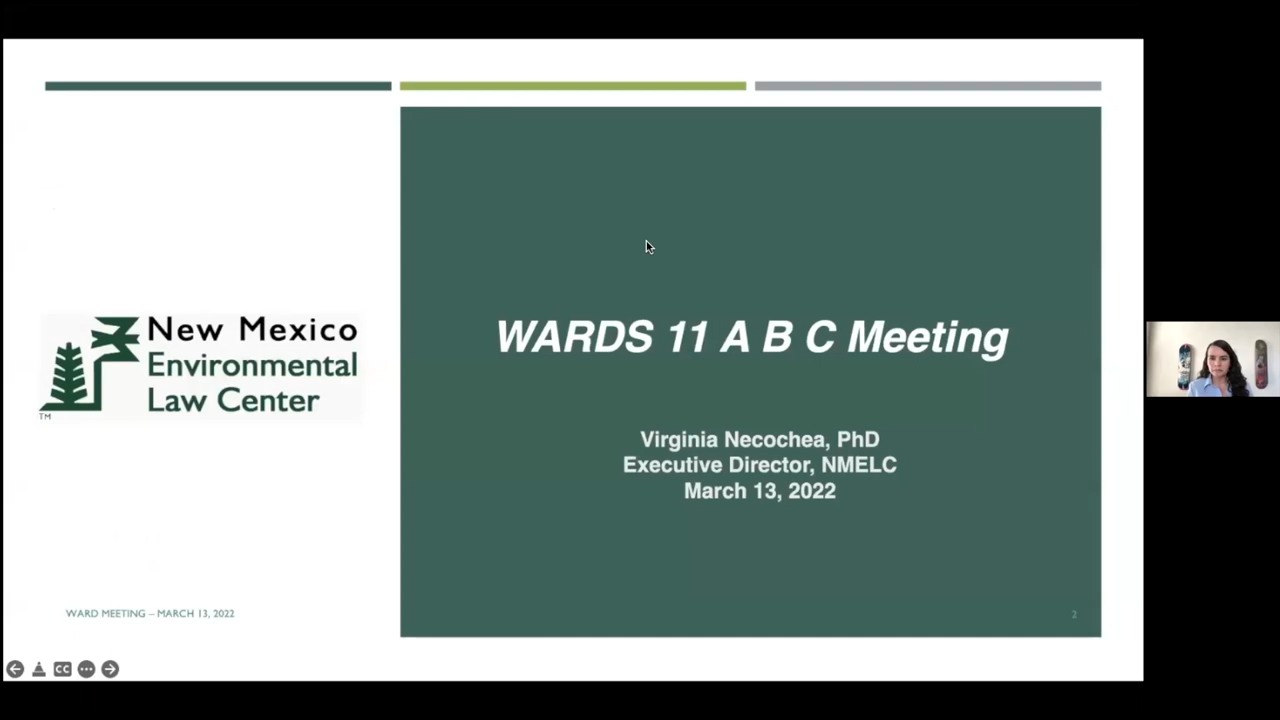 New Mexico
Environmental
Law Center
TM
WARDS 11 A B C Meeting
Virginia Necochea, PhD
Executive Director, NMELC
March 13, 2022
WARD MEETING – MARCH 13, 2022
2
CC